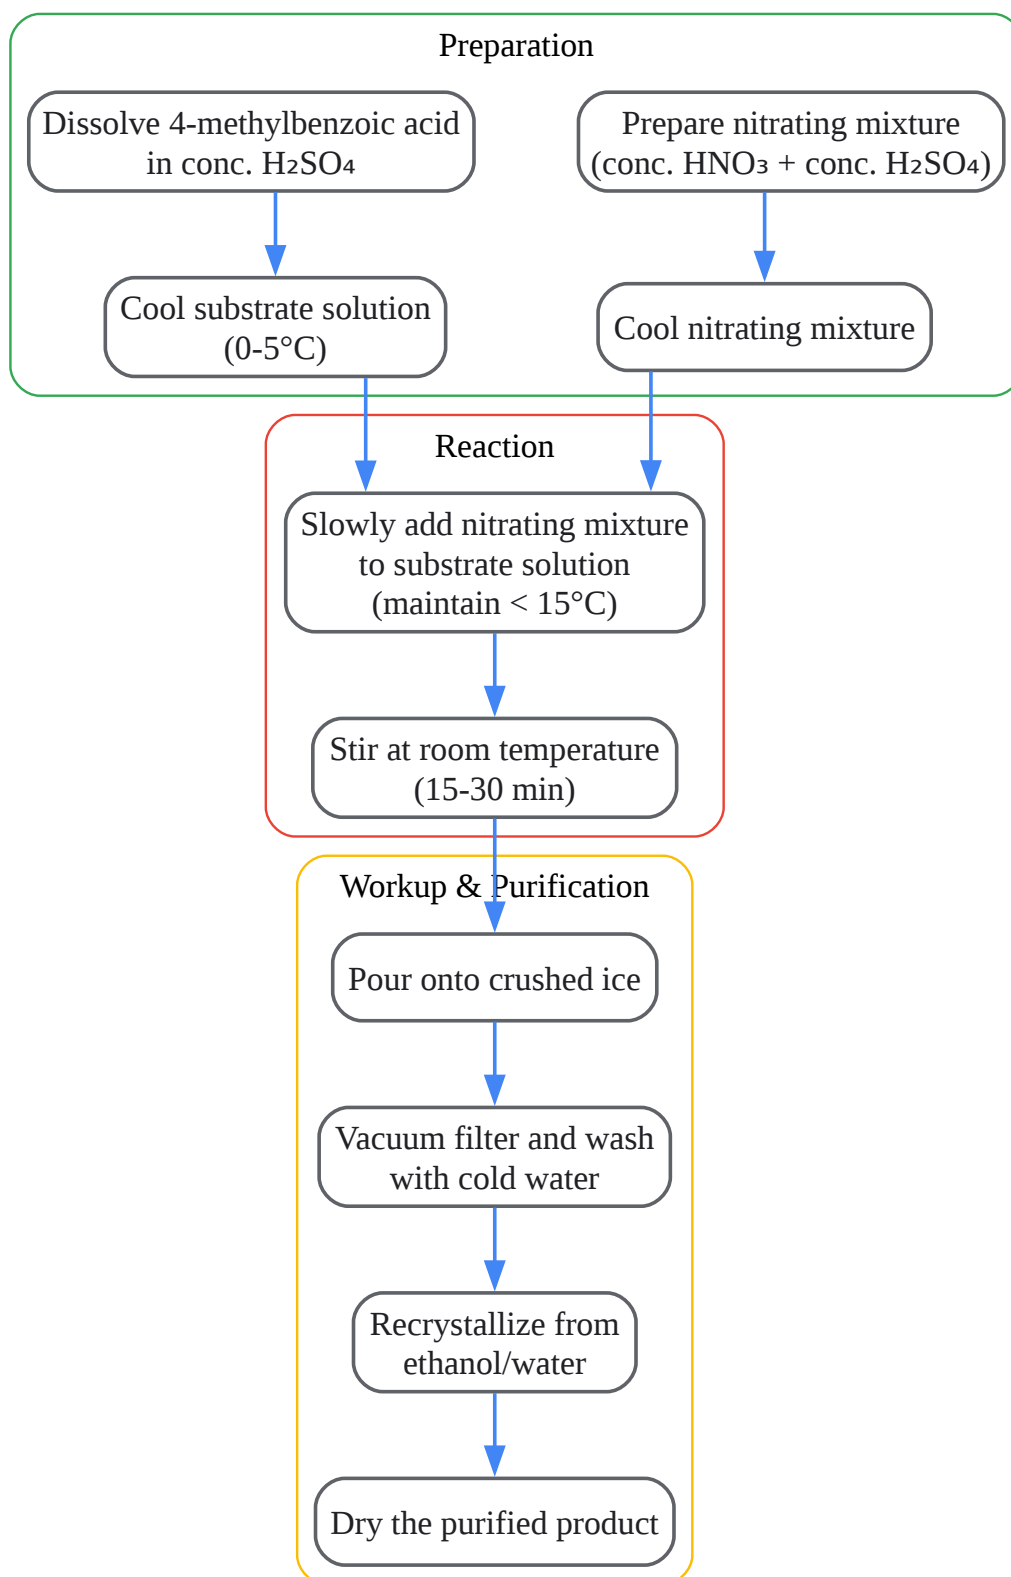 Preparation
Dissolve 4-methylbenzoic acid
in conc. H₂SO₄
Prepare nitrating mixture
(conc. HNO₃ + conc. H₂SO₄)
Cool substrate solution
(0-5°C)
Cool nitrating mixture
Reaction
Slowly add nitrating mixture
to substrate solution
(maintain < 15°C)
Stir at room temperature
(15-30 min)
Workup & Purification
Pour onto crushed ice
Vacuum filter and wash
with cold water
Recrystallize from
ethanol/water
Dry the purified product